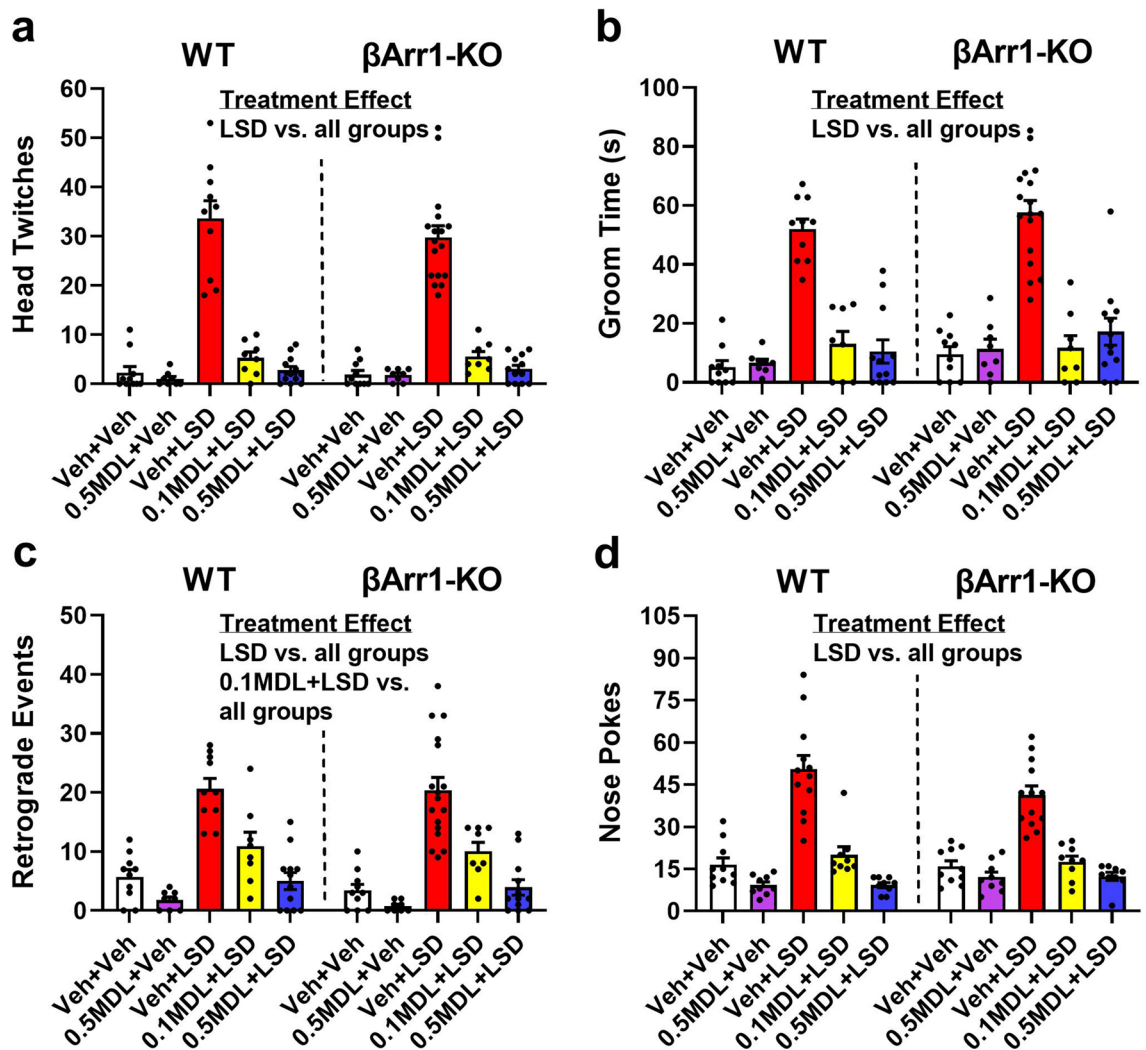 a
WT βArr1-KO
Treatment Effect
LSD vs. all groups
Head Twitches
60
50
40
30
20
10
0
Veh+Veh
0.5MDL+Veh
Veh+LSD
0.1MDL+LSD
0.5MDL+LSD
Veh+Veh
0.5MDL+Veh
Veh+LSD
0.1MDL+LSD
0.5MDL+LSD
b
WT βArr1-KO
Treatment Effect
LSD vs. all groups
Groom Time (s)
100
80
60
40
20
0
Veh+Veh
0.5MDL+Veh
Veh+LSD
0.1MDL+LSD
0.5MDL+LSD
Veh+Veh
0.5MDL+Veh
Veh+LSD
0.1MDL+LSD
0.5MDL+LSD
c
WT βArr1-KO
Treatment Effect
LSD vs. all groups
0.1MDL+LSD vs.
all groups
Retrograde Events
50
40
30
20
10
0
Veh+Veh
0.5MDL+Veh
Veh+LSD
0.1MDL+LSD
0.5MDL+LSD
Veh+Veh
0.5MDL+Veh
Veh+LSD
0.1MDL+LSD
0.5MDL+LSD
d
WT βArr1-KO
Treatment Effect
LSD vs. all groups
Nose Pokes
105
90
75
60
45
30
15
0
Veh+Veh
0.5MDL+Veh
Veh+LSD
0.1MDL+LSD
0.5MDL+LSD
Veh+Veh
0.5MDL+Veh
Veh+LSD
0.1MDL+LSD
0.5MDL+LSD